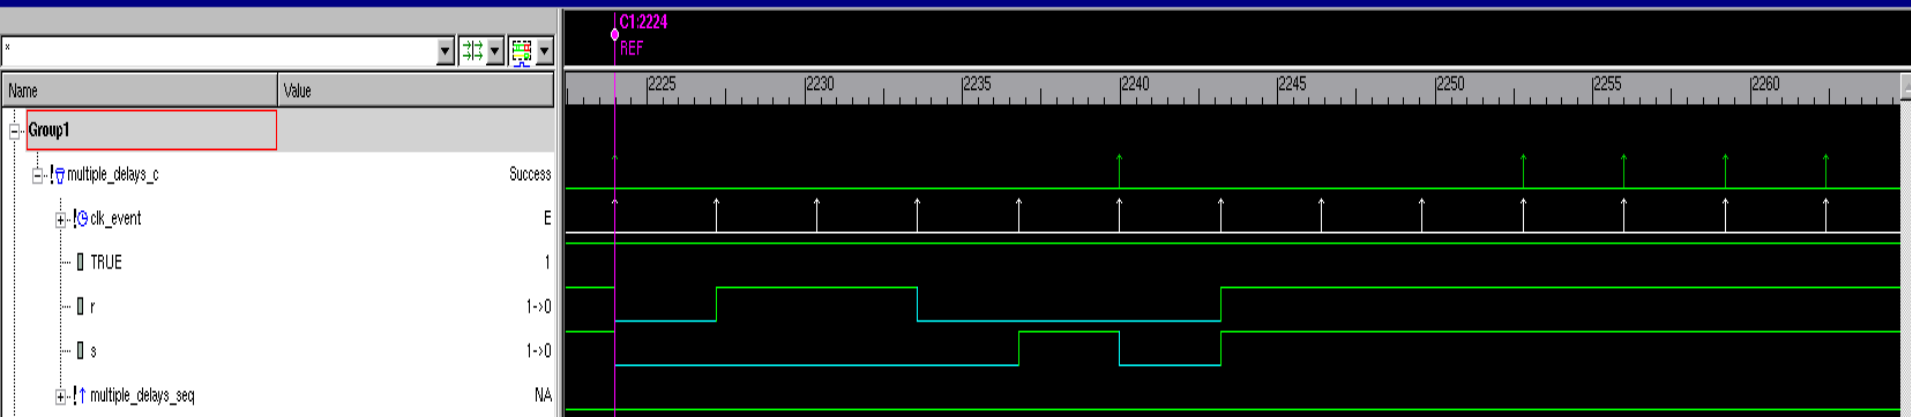 C1:2224
REF
*
Name Value
2225 2230 2235 2240 2245 2250 2255 2260
Group1
multiple_delays_c Success
clk_event E
TRUE 1
r 1->0
s 1->0
multiple_delays_seq NA